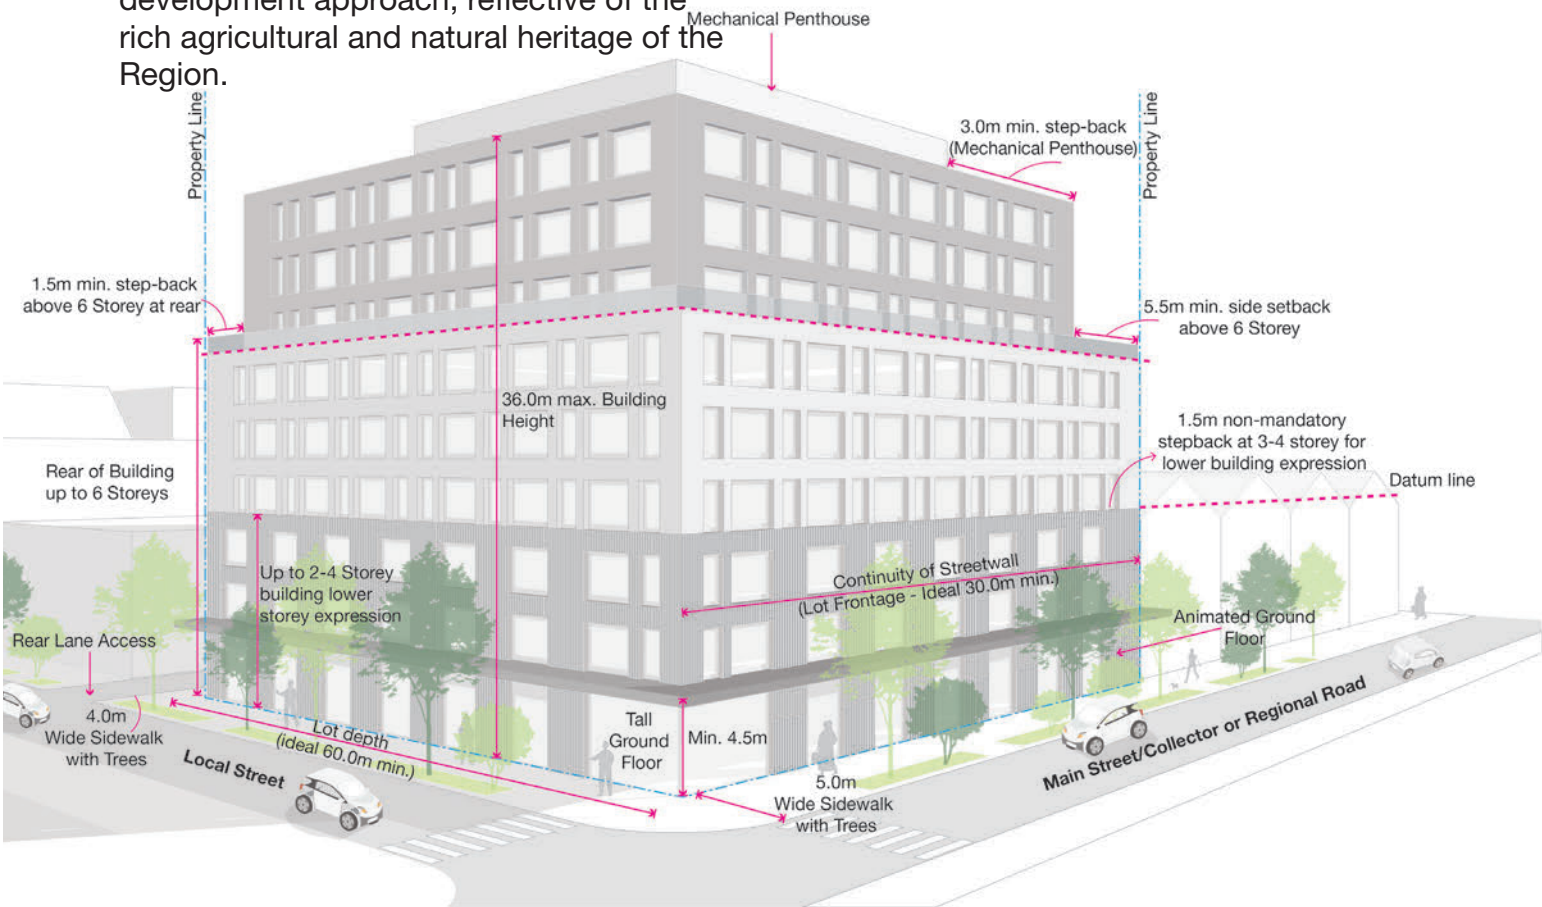 development approach, reflective of the
rich agricultural and natural heritage of the
Region.
Mechanical Penthouse
Property Line
3.0m min. step-back
(Mechanical Penthouse)
Property Line
1.5m min. step-back
above 6 Storey at rear
5.5m min. side setback
above 6 Storey
36.0m max. Building
Height
1.5m non-mandatory
stepback at 3-4 storey for
lower building expression
Rear of Building
up to 6 Storeys
Datum line
Up to 2-4 Storey
building lower
storey expression
Continuity of Streetwall
(Lot Frontage - Ideal 30.0m min.)
Animated Ground
Floor
Rear Lane Access
4.0m
Wide Sidewalk
with Trees
Lot depth
(ideal 60.0m min.)
Local Street
Tall
Ground
Floor
Min. 4.5m
5.0m
Wide Sidewalk
with Trees
Main Street/Collector or Regional Road